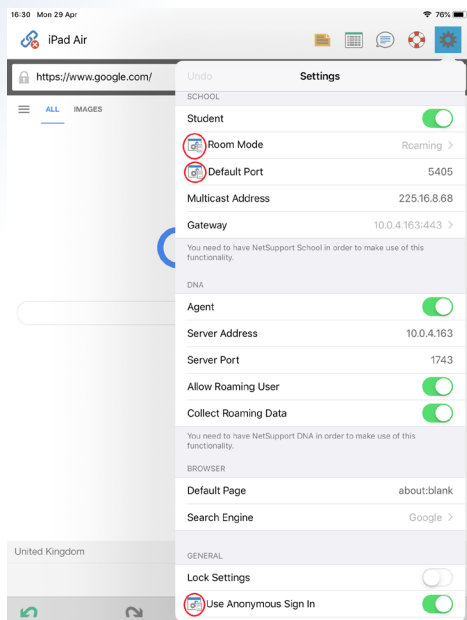 16:30 Mon 29 Apr 76%
iPad Air
https://www.google.com/
ALL IMAGES
United Kingdom
Undo Settings
SCHOOL
Student
Room Mode Roaming >
Default Port 5405
Multicast Address 225.16.8.68
Gateway 10.0.4.163:443 >
You need to have NetSupport School in order to make use of this
functionality.
DNA
Agent
Server Address 10.0.4.163
Server Port 1743
Allow Roaming User
Collect Roaming Data
You need to have NetSupport DNA in order to make use of this
functionality.
BROWSER
Default Page about:blank
Search Engine Google >
GENERAL
Lock Settings
Use Anonymous Sign In